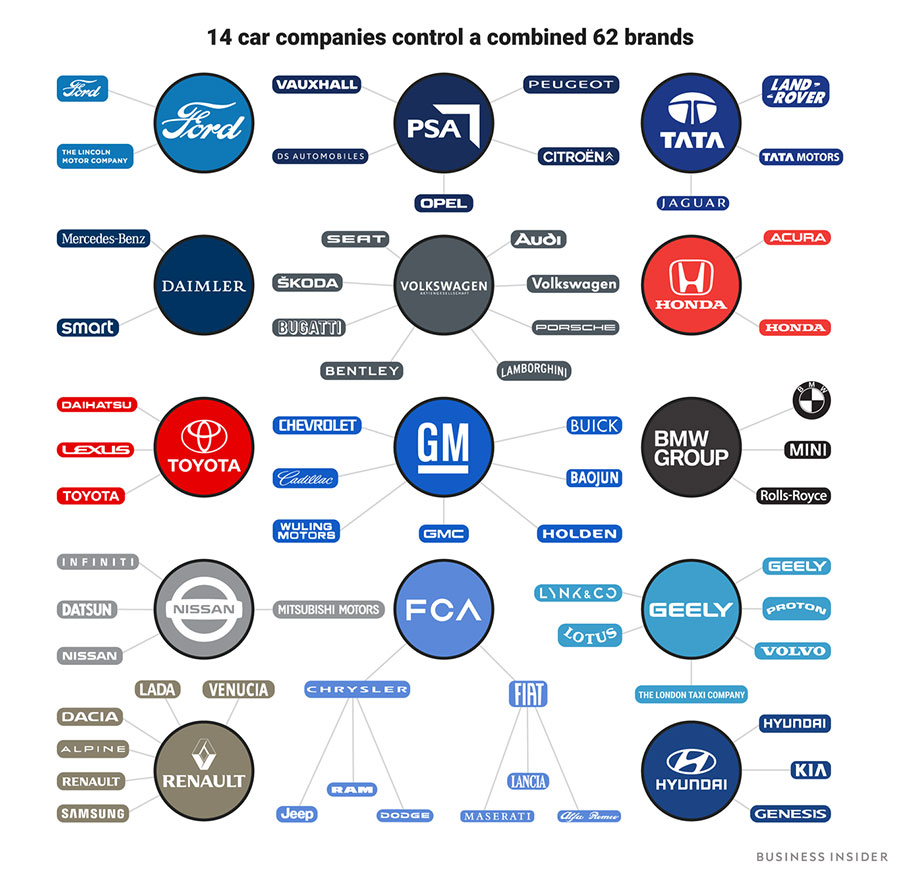 14 car companies control a combined 62 brands
Ford
Ford
THE LINCOLN
MOTOR COMPANY
VAUXHALL
PEUGEOT
PSA
DS AUTOMOBILES
CITROËN
OPEL
LAND-
-ROVER
TATA
TATA MOTORS
JAGUAR
Mercedes-Benz
DAIMLER
smart
SEAT
Audi
ŠKODA
VOLKSWAGEN
AKTIENGESELLSCHAFT
Volkswagen
BUGATTI
PORSCHE
BENTLEY
LAMBORGHINI
ACURA
HONDA
HONDA
DAIHATSU
LEXUS
TOYOTA
TOYOTA
CHEVROLET
BUICK
GM
Cadillac
BAOJUN
WULING
MOTORS
GMC
HOLDEN
BMW
BMW
GROUP
MINI
Rolls-Royce
INFINITI
DATSUN
NISSAN
MITSUBISHI MOTORS
NISSAN
FCA
CHRYSLER
FIAT
RAM
LANCIA
Jeep
DODGE
MASERATI
Alfa Romeo
LYNK&CO
GEELY
GEELY
PROTON
LOTUS
VOLVO
THE LONDON TAXI COMPANY
LADA
VENUCIA
DACIA
ALPINE
RENAULT
RENAULT
SAMSUNG
HYUNDAI
HYUNDAI
KIA
GENESIS
BUSINESS INSIDER